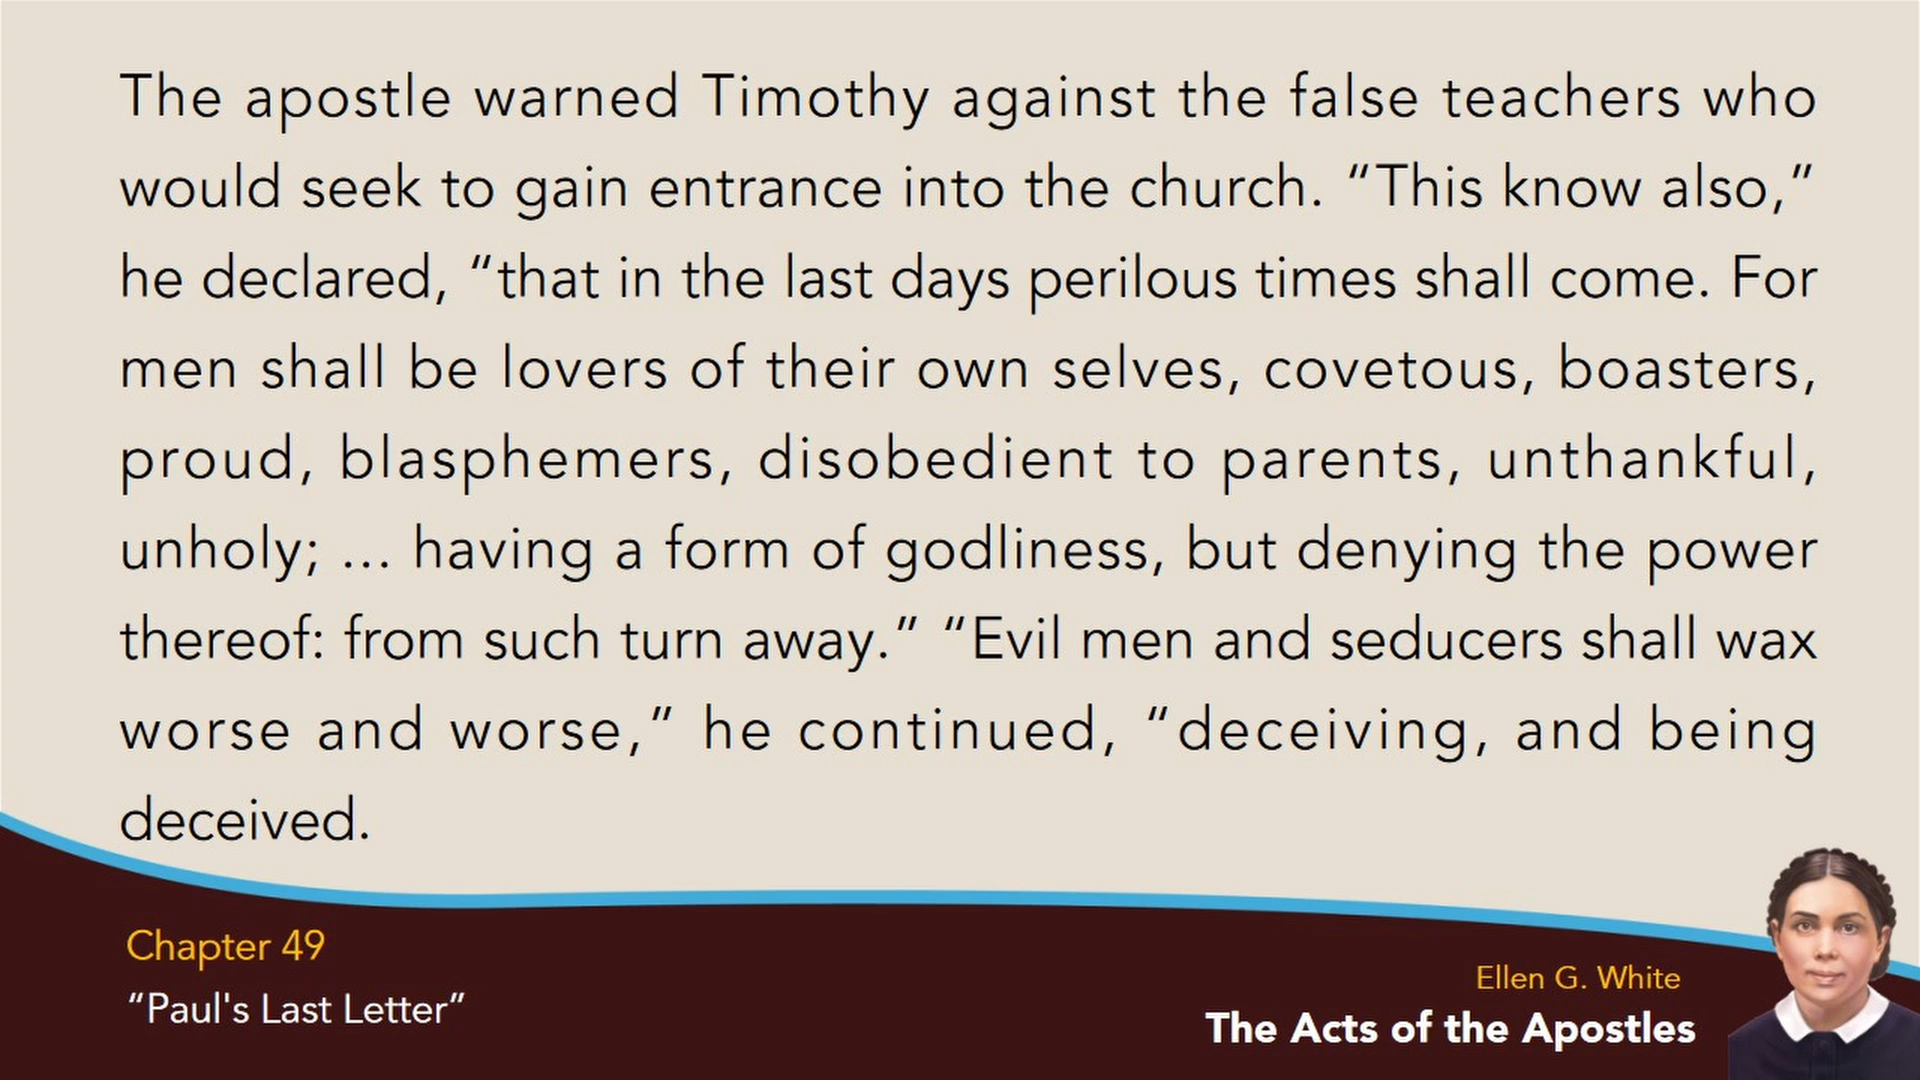 The apostle warned Timothy against the false teachers who
would seek to gain entrance into the church. “This know also,”
he declared, “that in the last days perilous times shall come. For
men shall be lovers of their own selves, covetous, boasters,
proud, blasphemers, disobedient to parents, unthankful,
unholy; ... having a form of godliness, but denying the power
thereof: from such turn away.” “Evil men and seducers shall wax
worse and worse,” he continued, “deceiving, and being
deceived.
Chapter 49
“Paul's Last Letter”
Ellen G. White
The Acts of the Apostles